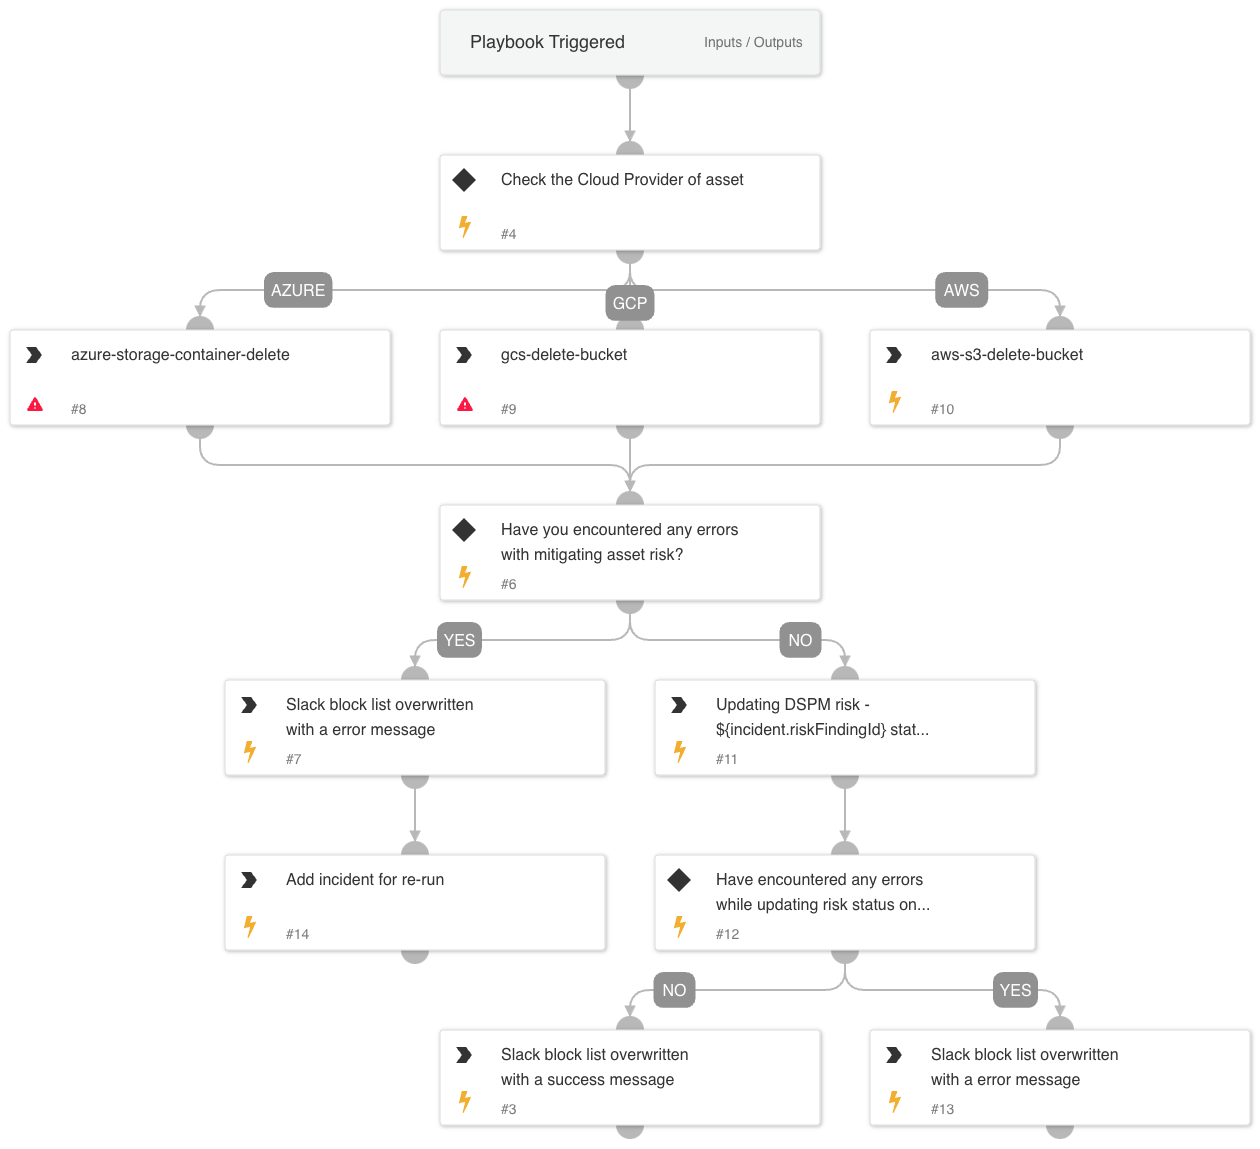 Playbook Triggered
Inputs / Outputs
Check the Cloud Provider of asset
#4
AZURE
GCP
AWS
azure-storage-container-delete
#8
gcs-delete-bucket
#9
aws-s3-delete-bucket
#10
Have you encountered any errors
with mitigating asset risk?
#6
YES
NO
Slack block list overwritten
with a error message
#7
Updating DSPM risk -
${incident.riskFindingId} stat...
#11
Add incident for re-run
#14
Have encountered any errors
while updating risk status on...
#12
NO
YES
Slack block list overwritten
with a success message
#3
Slack block list overwritten
with a error message
#13